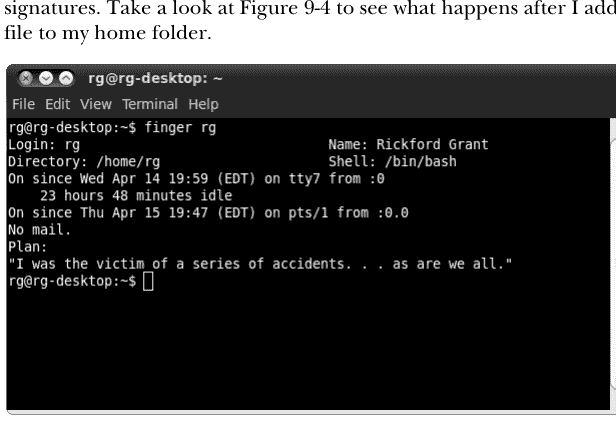 signatures. Take a look at Figure 9-4 to see what happens after I add
file to my home folder.
rg@rg-desktop: ~
File Edit View Terminal Help
rg@rg-desktop:~$ finger rg
Login: rg Name: Rickford Grant
Directory: /home/rg Shell: /bin/bash
On since Wed Apr 14 19:59 (EDT) on tty7 from :0
23 hours 48 minutes idle
On since Thu Apr 15 19:47 (EDT) on pts/1 from :0.0
No mail.
Plan:
"I was the victim of a series of accidents. . . as are we all."
rg@rg-desktop:~$